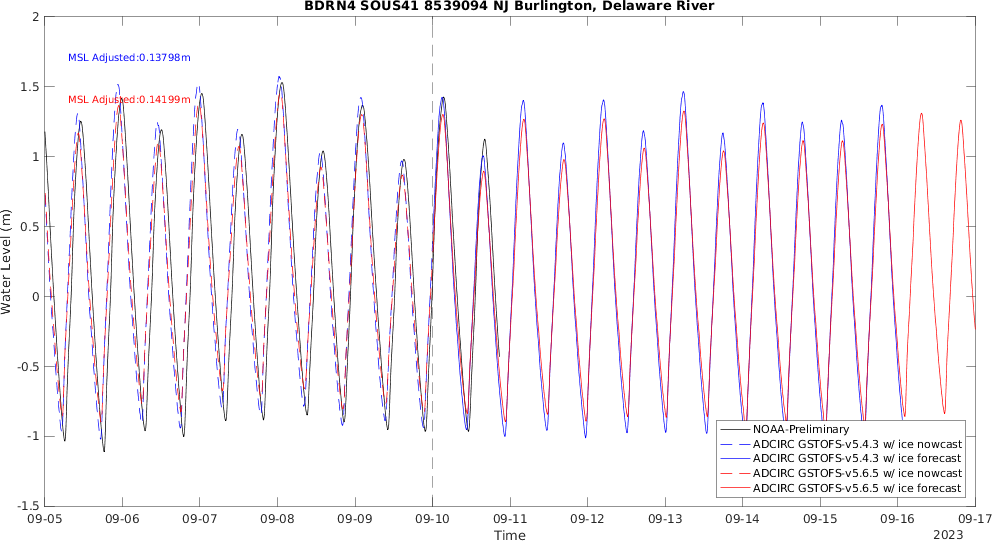 BDRN4 SOUS41 8539094 NJ Burlington, Delaware River
2
1.5
1
0.5
0
-0.5
-1
-1.5
Water Level (m)
MSL Adjusted:0.13798m
MSL Adjusted:0.14199m
NOAA-Preliminary
ADCIRC GSTOFS-v5.4.3 w/ ice nowcast
ADCIRC GSTOFS-v5.4.3 w/ ice forecast
ADCIRC GSTOFS-v5.6.5 w/ ice nowcast
ADCIRC GSTOFS-v5.6.5 w/ ice forecast
09-05 09-06 09-07 09-08 09-09 09-10 09-11 09-12 09-13 09-14 09-15 09-16 09-17
Time
2023